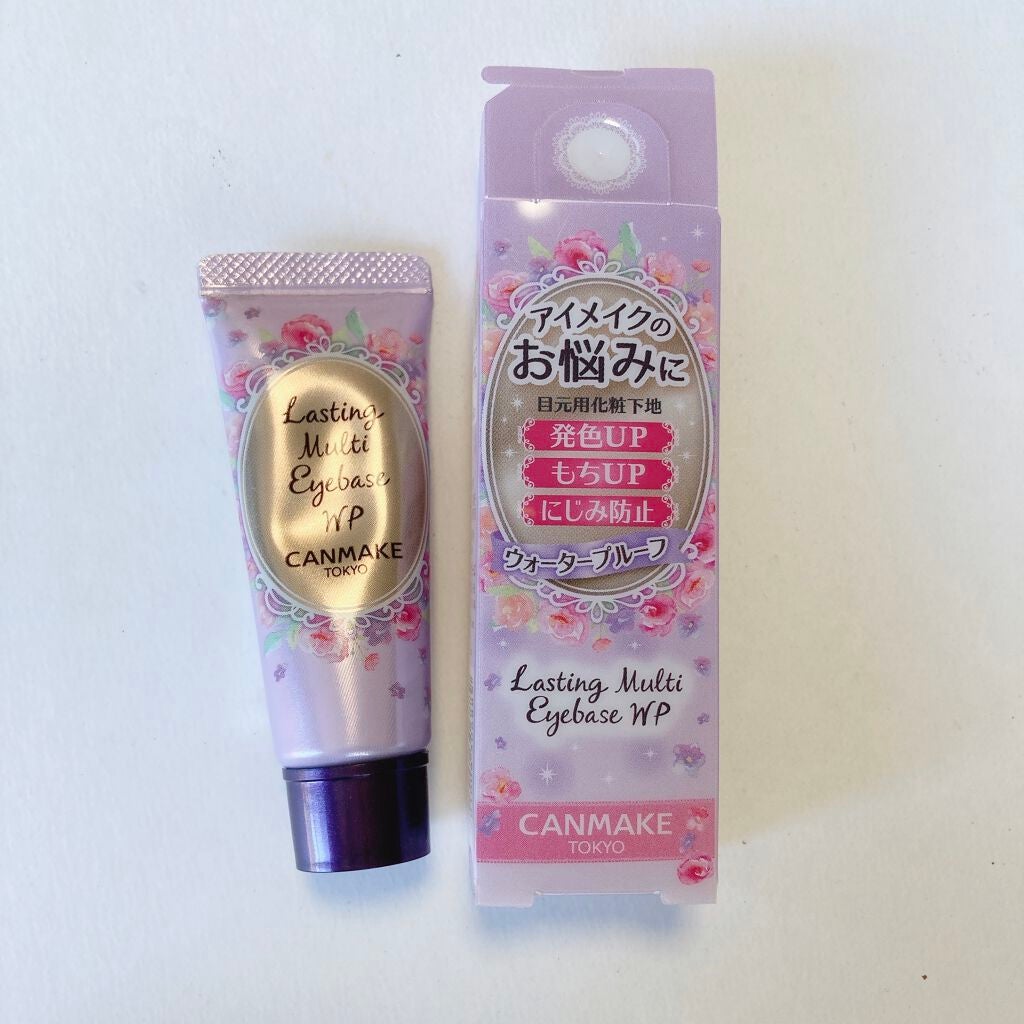 Lasting
Multi
Eyebase
WP
CANMAKE
TOKYO
アイメイクの
お悩みに
目元用化粧下地
発色UP
もちUP
にじみ防止
ウォータープルーフ
Lasting Multi
Eyebase WP
CANMAKE
TOKYO